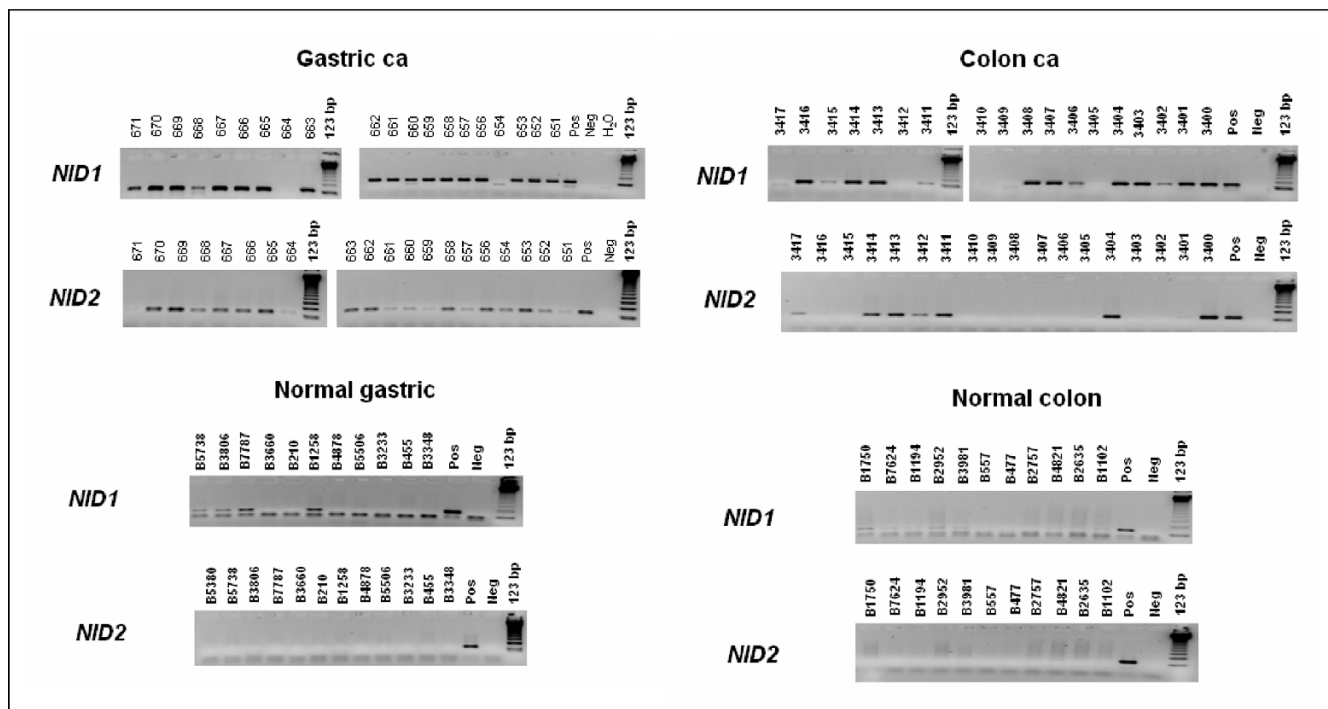 Gastric ca
671 670 669 668 667 666 665 664 663 123 bp 662 661 660 659 658 657 656 654 653 652 651 Pos Neg H₂O 123 bp
NID1
671 670 669 668 667 666 665 664 123 bp 663 662 661 660 659 658 657 656 654 653 652 651 Pos Neg 123 bp
NID2
Normal gastric
B5738 B3806 B7787 B3660 B210 B1258 B4878 B5506 B3233 B455 B3348 Pos Neg 123 bp
NID1
B5380 B5738 B3806 B7787 B3660 B210 B1258 B4878 B5506 B3233 B455 B3348 Pos Neg 123 bp
NID2
Colon ca
3417 3416 3415 3414 3413 3412 3411 123 bp 3410 3409 3408 3407 3406 3405 3404 3403 3402 3401 3400 Pos Neg 123 bp
NID1
3417 3416 3415 3414 3413 3412 3411 3410 3409 3408 3407 3406 3405 3404 3403 3402 3401 3400 Pos Neg 123 bp
NID2
Normal colon
B1750 B7624 B1194 B2952 B3981 B557 B477 B2757 B4821 B2635 B1102 Pos Neg 123 bp
NID1
B1750 B7624 B1194 B2952 B3981 B557 B477 B2757 B4821 B2635 B1102 Pos Neg 123 bp
NID2